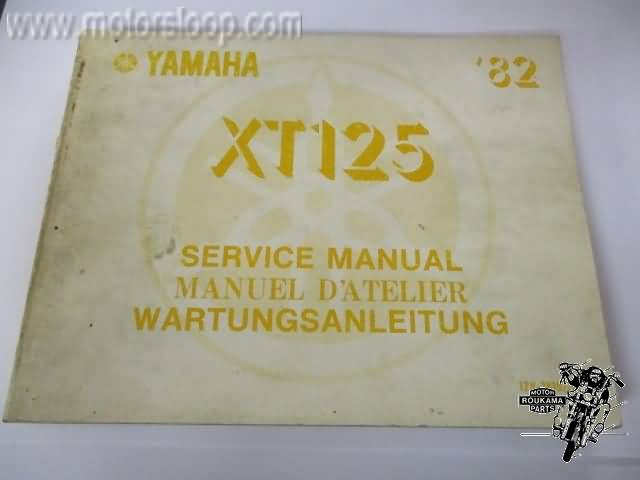 www.motorsloop.com
YAMAHA '82
XT125
SERVICE MANUAL
MANUEL D'ATELIER
WARTUNGSANLEITUNG
MOTOR
ROUKAMA
PARTS